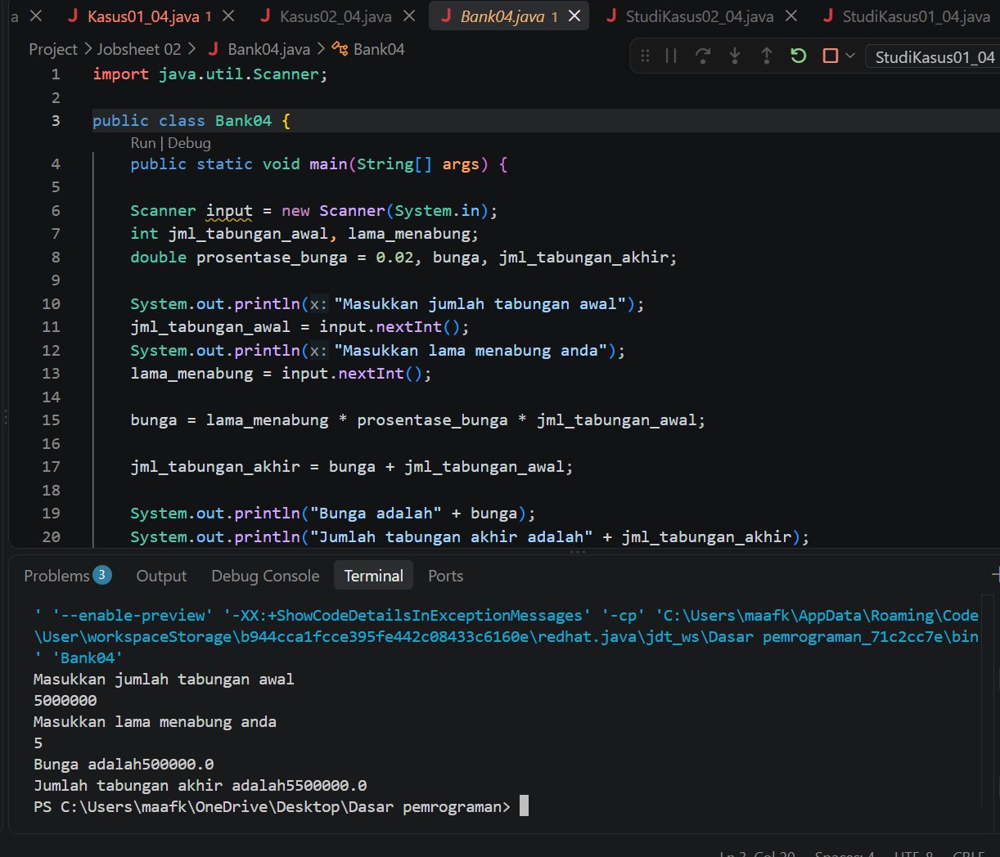 a Kasus01_04.java 1 Kasus02_04.java Bank04.java 1 StudiKasus02_04.java StudiKasus01_04.java
Project > Jobsheet 02 > Bank04.java > Bank04
StudiKasus01_04
1 import java.util.Scanner;
2
3 public class Bank04 {
Run | Debug
4 public static void main(String[] args) {
5
6 Scanner input = new Scanner(System.in);
7 int jml_tabungan_awal, lama_menabung;
8 double prosentase_bunga = 0.02, bunga, jml_tabungan_akhir;
9
10 System.out.println(x: "Masukkan jumlah tabungan awal");
11 jml_tabungan_awal = input.nextInt();
12 System.out.println(x: "Masukkan lama menabung anda");
13 lama_menabung = input.nextInt();
14
15 bunga = lama_menabung * prosentase_bunga * jml_tabungan_awal;
16
17 jml_tabungan_akhir = bunga + jml_tabungan_awal;
18
19 System.out.println("Bunga adalah" + bunga);
20 System.out.println("Jumlah tabungan akhir adalah" + jml_tabungan_akhir);
Problems 3 Output Debug Console Terminal Ports
' '--enable-preview' '-XX:+ShowCodeDetailsInExceptionMessages' '-cp' 'C:\Users\maafk\AppData\Roaming\Code
\User\workspaceStorage\b944cca1fcce395fe442c08433c6160e\redhat.java\jdt_ws\Dasar pemrograman_71c2cc7e\bin
' 'Bank04'
Masukkan jumlah tabungan awal
5000000
Masukkan lama menabung anda
5
Bunga adalah500000.0
Jumlah tabungan akhir adalah5500000.0
PS C:\Users\maafk\OneDrive\Desktop\Dasar pemrograman>
Ln 3, Col 20 Spaces: 4 UTF-8 CRLF